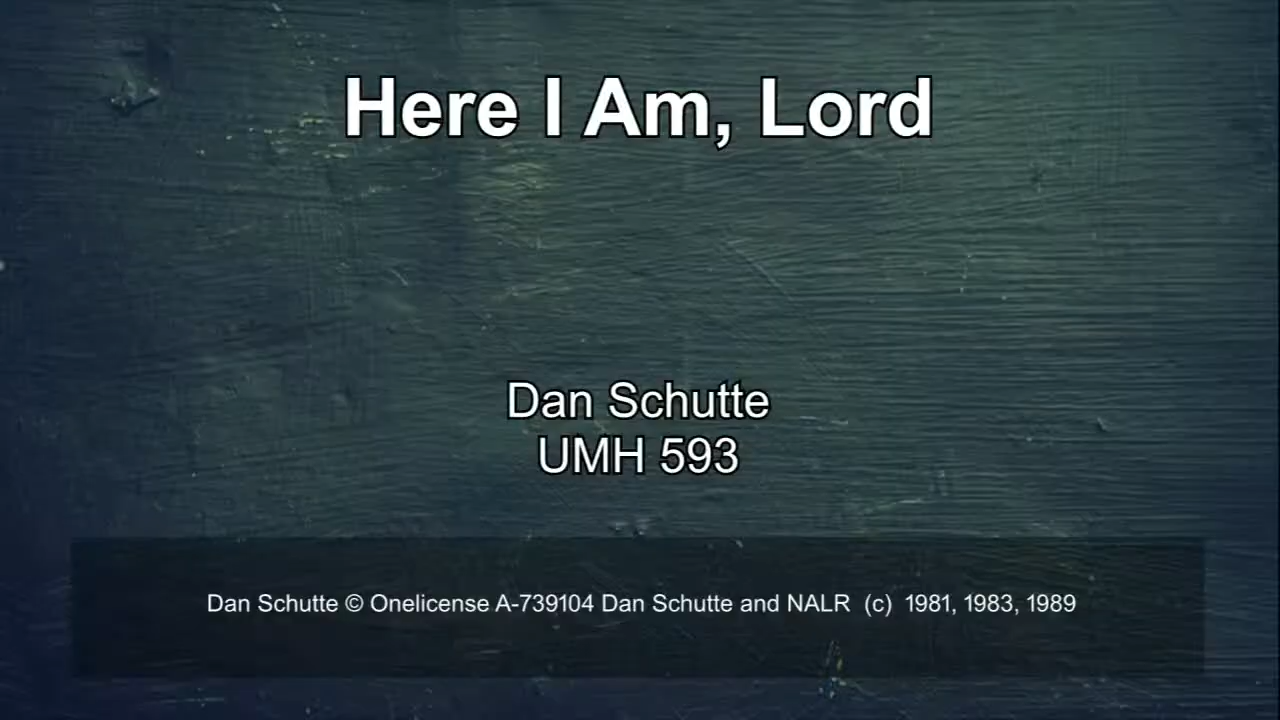 Here I Am, Lord
Dan Schutte
UMH 593
Dan Schutte © Onelicense A-739104 Dan Schutte and NALR (c) 1981, 1983, 1989